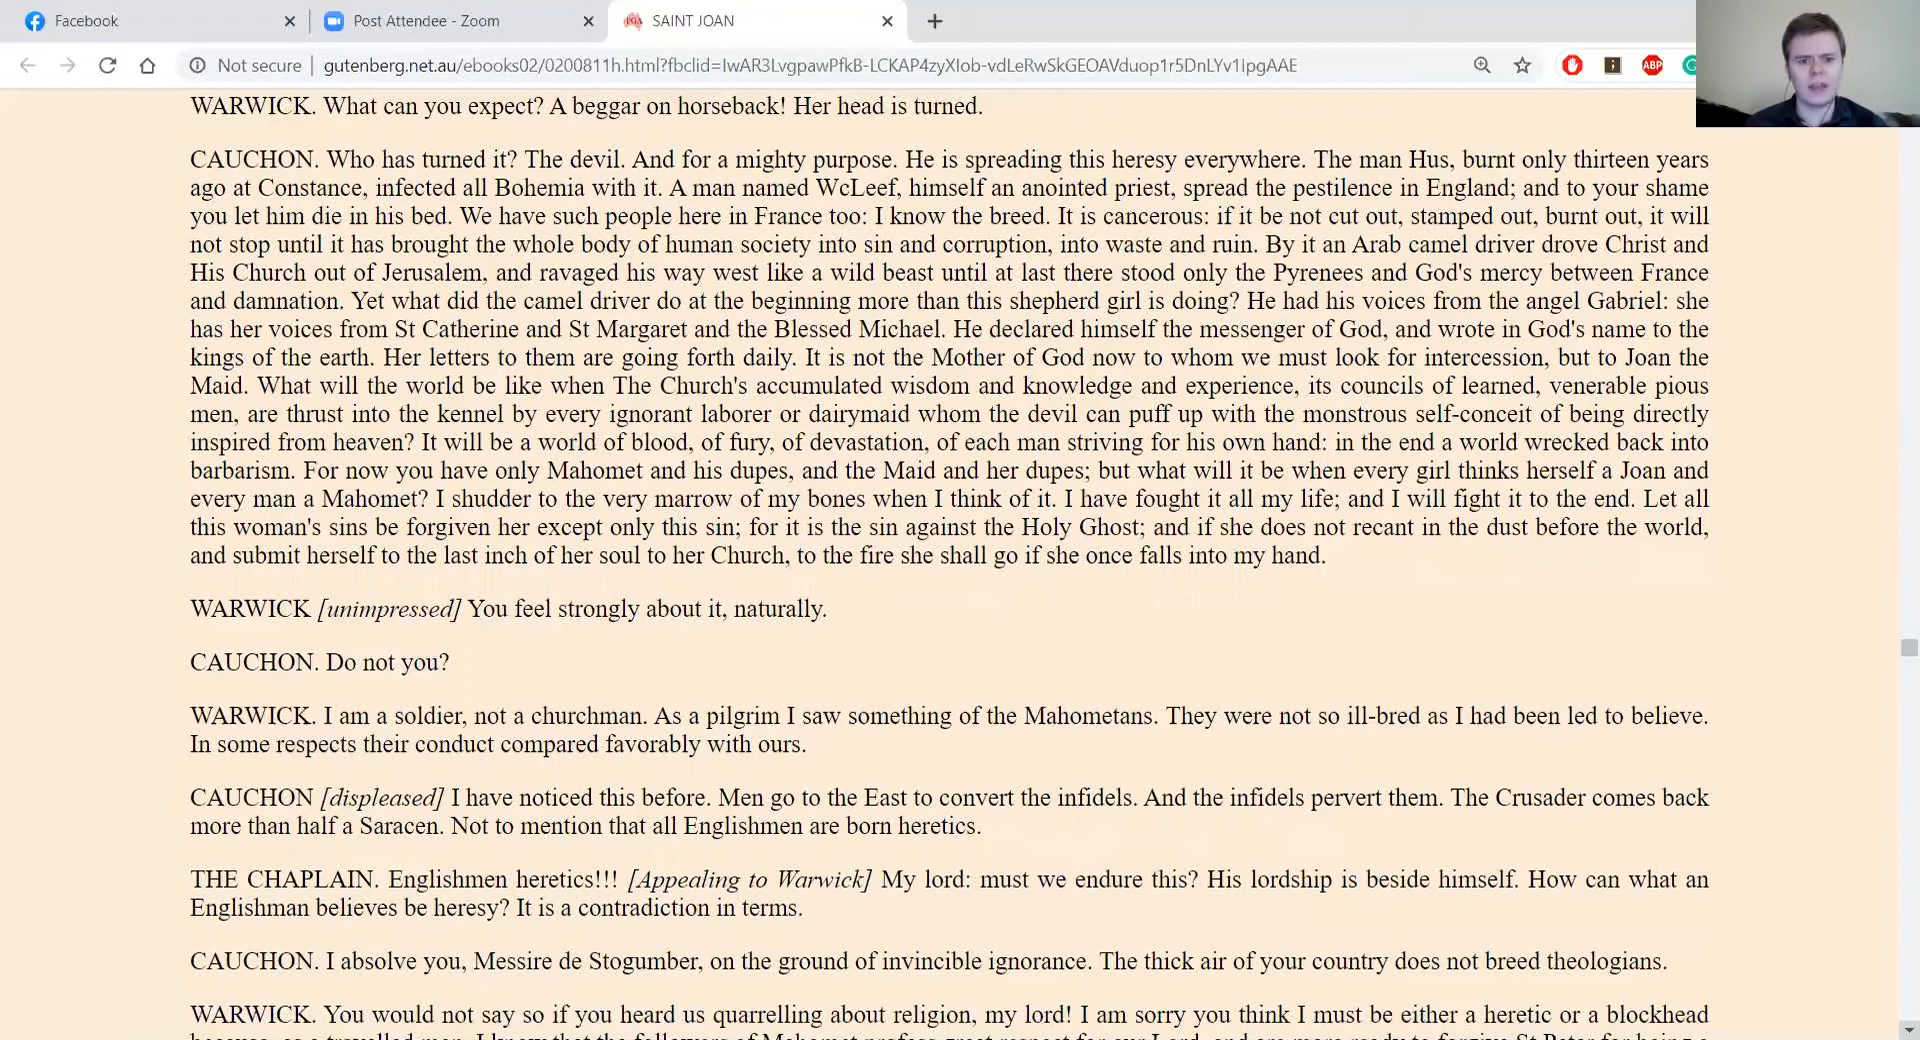 Facebook
Post Attendee - Zoom
SAINT JOAN
Not secure
gutenberg.net.au/ebooks02/0200811h.html?fbclid=IwAR3LvgpawPfkB-LCKAP4zyXIob-vdLeRwSkGEOAVduop1r5DnLYv1IpgAAE
ABP
WARWICK. What can you expect? A beggar on horseback! Her head is turned.
CAUCHON. Who has turned it? The devil. And for a mighty purpose. He is spreading this heresy everywhere. The man Hus, burnt only thirteen years
ago at Constance, infected all Bohemia with it. A man named WcLeef, himself an anointed priest, spread the pestilence in England; and to your shame
you let him die in his bed. We have such people here in France too: I know the breed. It is cancerous: if it be not cut out, stamped out, burnt out, it will
not stop until it has brought the whole body of human society into sin and corruption, into waste and ruin. By it an Arab camel driver drove Christ and
His Church out of Jerusalem, and ravaged his way west like a wild beast until at last there stood only the Pyrenees and God's mercy between France
and damnation. Yet what did the camel driver do at the beginning more than this shepherd girl is doing? He had his voices from the angel Gabriel: she
has her voices from St Catherine and St Margaret and the Blessed Michael. He declared himself the messenger of God, and wrote in God's name to the
kings of the earth. Her letters to them are going forth daily. It is not the Mother of God now to whom we must look for intercession, but to Joan the
Maid. What will the world be like when The Church's accumulated wisdom and knowledge and experience, its councils of learned, venerable pious
men, are thrust into the kennel by every ignorant laborer or dairymaid whom the devil can puff up with the monstrous self-conceit of being directly
inspired from heaven? It will be a world of blood, of fury, of devastation, of each man striving for his own hand: in the end a world wrecked back into
barbarism. For now you have only Mahomet and his dupes, and the Maid and her dupes; but what will it be when every girl thinks herself a Joan and
every man a Mahomet? I shudder to the very marrow of my bones when I think of it. I have fought it all my life; and I will fight it to the end. Let all
this woman's sins be forgiven her except only this sin; for it is the sin against the Holy Ghost; and if she does not recant in the dust before the world,
and submit herself to the last inch of her soul to her Church, to the fire she shall go if she once falls into my hand.
WARWICK [unimpressed] You feel strongly about it, naturally.
CAUCHON. Do not you?
WARWICK. I am a soldier, not a churchman. As a pilgrim I saw something of the Mahometans. They were not so ill-bred as I had been led to believe.
In some respects their conduct compared favorably with ours.
CAUCHON [displeased] I have noticed this before. Men go to the East to convert the infidels. And the infidels pervert them. The Crusader comes back
more than half a Saracen. Not to mention that all Englishmen are born heretics.
THE CHAPLAIN. Englishmen heretics!!! [Appealing to Warwick] My lord: must we endure this? His lordship is beside himself. How can what an
Englishman believes be heresy? It is a contradiction in terms.
CAUCHON. I absolve you, Messire de Stogumber, on the ground of invincible ignorance. The thick air of your country does not breed theologians.
WARWICK. You would not say so if you heard us quarrelling about religion, my lord! I am sorry you think I must be either a heretic or a blockhead